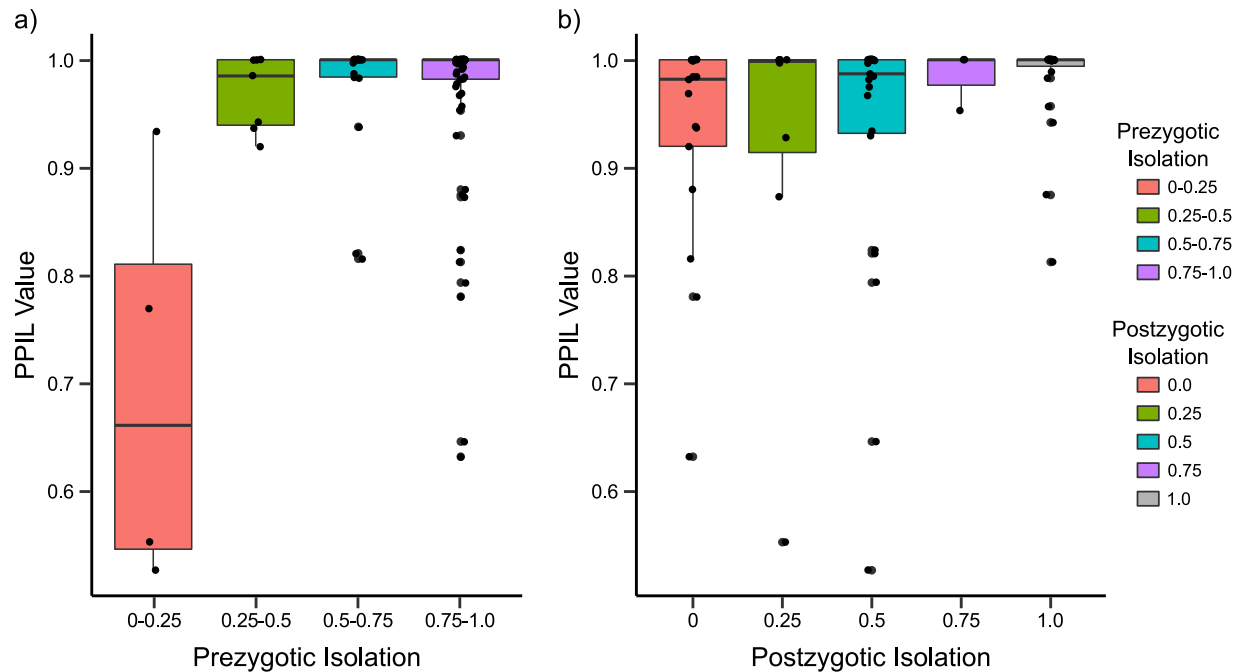 a)
PPIL Value
1.0
0.9
0.8
0.7
0.6
0-0.25
0.25-0.5
0.5-0.75
0.75-1.0
Prezygotic Isolation
b)
PPIL Value
1.0
0.9
0.8
0.7
0.6
0
0.25
0.5
0.75
1.0
Postzygotic Isolation
Prezygotic
Isolation
0-0.25
0.25-0.5
0.5-0.75
0.75-1.0
Postzygotic
Isolation
0.0
0.25
0.5
0.75
1.0